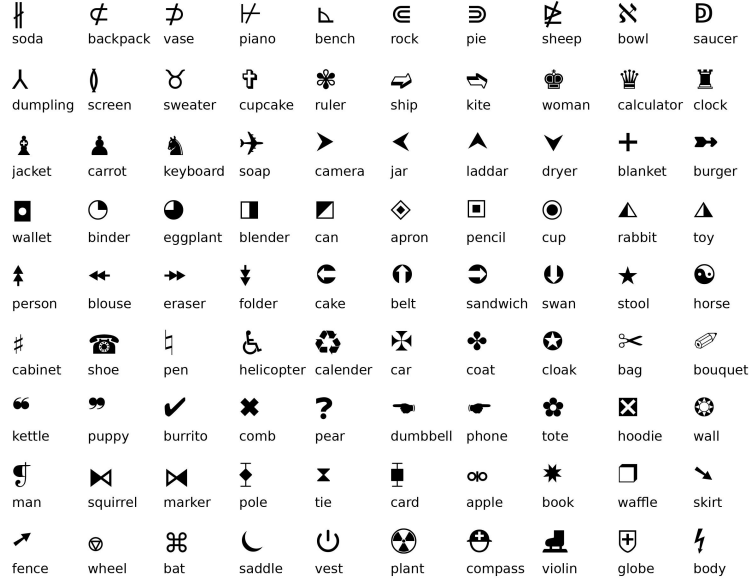 soda backpack vase piano bench rock pie sheep bowl saucer
dumpling screen sweater cupcake ruler ship kite woman calculator clock
jacket carrot keyboard soap camera jar laddar dryer blanket burger
wallet binder eggplant blender can apron pencil cup rabbit toy
person blouse eraser folder cake belt sandwich swan stool horse
cabinet shoe pen helicopter calender car coat cloak bag bouquet
kettle puppy burrito comb pear dumbbell phone tote hoodie wall
man squirrel marker pole tie card apple book waffle skirt
fence wheel bat saddle vest plant compass violin globe body